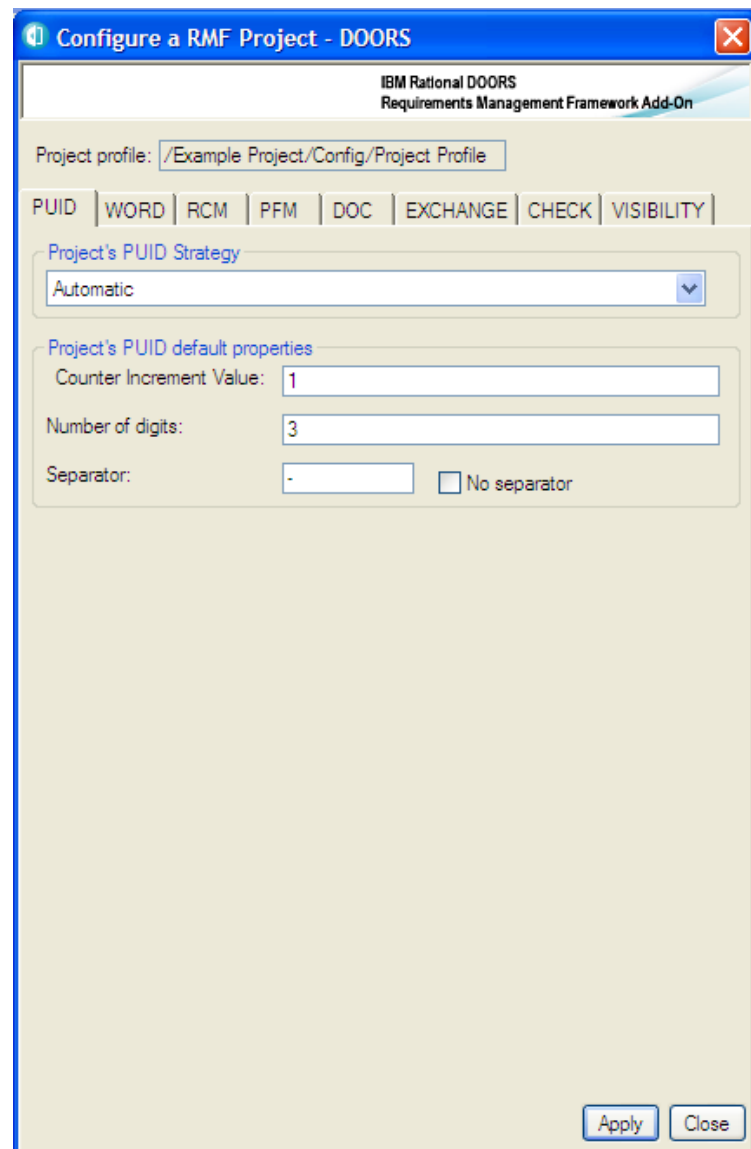 Configure a RMF Project - DOORS
IBM Rational DOORS
Requirements Management Framework Add-On
Project profile: /Example Project/Config/Project Profile
PUID WORD RCM PFM DOC EXCHANGE CHECK VISIBILITY
Project's PUID Strategy
Automatic
Project's PUID default properties
Counter Increment Value: 1
Number of digits: 3
Separator: - No separator
Apply Close